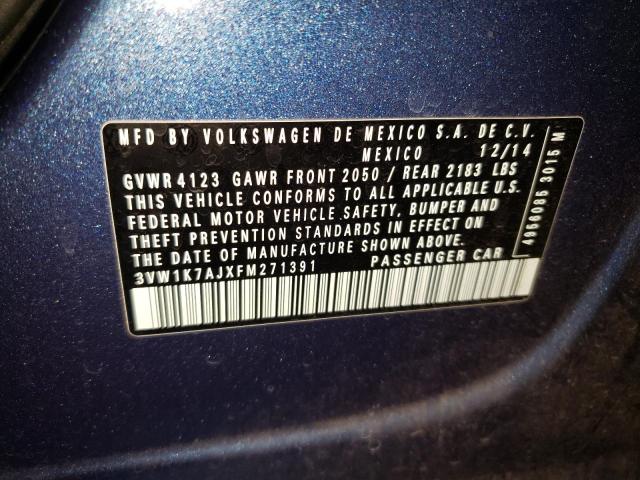 MFD BY VOLKSWAGEN DE MEXICO S.A. DE C.V.
MEXICO 12/14
GVWR 4123 GAWR FRONT 2050 / REAR 2183 LBS
THIS VEHICLE CONFORMS TO ALL APPLICABLE U.S.
FEDERAL MOTOR VEHICLE SAFETY, BUMPER AND
THEFT PREVENTION STANDARDS IN EFFECT ON
THE DATE OF MANUFACTURE SHOWN ABOVE.
3VW1K7AJXFM271391 PASSENGER CAR
4958085 3015 M